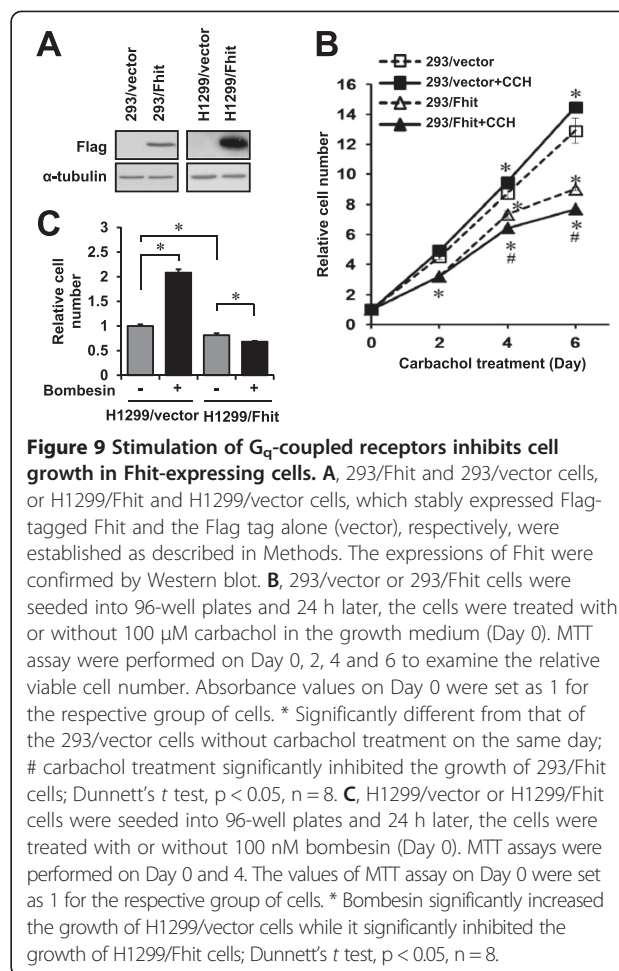 A
293/vector
293/Fhit
H1299/vector
H1299/Fhit
Flag
α-tubulin
B
293/vector
293/vector+CCH
293/Fhit
293/Fhit+CCH
Relative cell number
16
14
12
10
8
6
4
2
0
*
*
*
*
*
#
*
*
#
0
2
4
6
Carbachol treatment (Day)
C
Relative cell
number
3
2.5
2
1.5
1
0.5
0
*
*
*
Bombesin
-
+
-
+
H1299/vector
H1299/Fhit
Figure 9 Stimulation of Gq-coupled receptors inhibits cell
growth in Fhit-expressing cells. A, 293/Fhit and 293/vector cells,
or H1299/Fhit and H1299/vector cells, which stably expressed Flag-
tagged Fhit and the Flag tag alone (vector), respectively, were
established as described in Methods. The expressions of Fhit were
confirmed by Western blot. B, 293/vector or 293/Fhit cells were
seeded into 96-well plates and 24 h later, the cells were treated with
or without 100 μM carbachol in the growth medium (Day 0). MTT
assay were performed on Day 0, 2, 4 and 6 to examine the relative
viable cell number. Absorbance values on Day 0 were set as 1 for
the respective group of cells. * Significantly different from that of
the 293/vector cells without carbachol treatment on the same day;
# carbachol treatment significantly inhibited the growth of 293/Fhit
cells; Dunnett's t test, p < 0.05, n = 8. C, H1299/vector or H1299/Fhit
cells were seeded into 96-well plates and 24 h later, the cells were
treated with or without 100 nM bombesin (Day 0). MTT assays were
performed on Day 0 and 4. The values of MTT assay on Day 0 were set
as 1 for the respective group of cells. * Bombesin significantly increased
the growth of H1299/vector cells while it significantly inhibited the
growth of H1299/Fhit cells; Dunnett's t test, p < 0.05, n = 8.